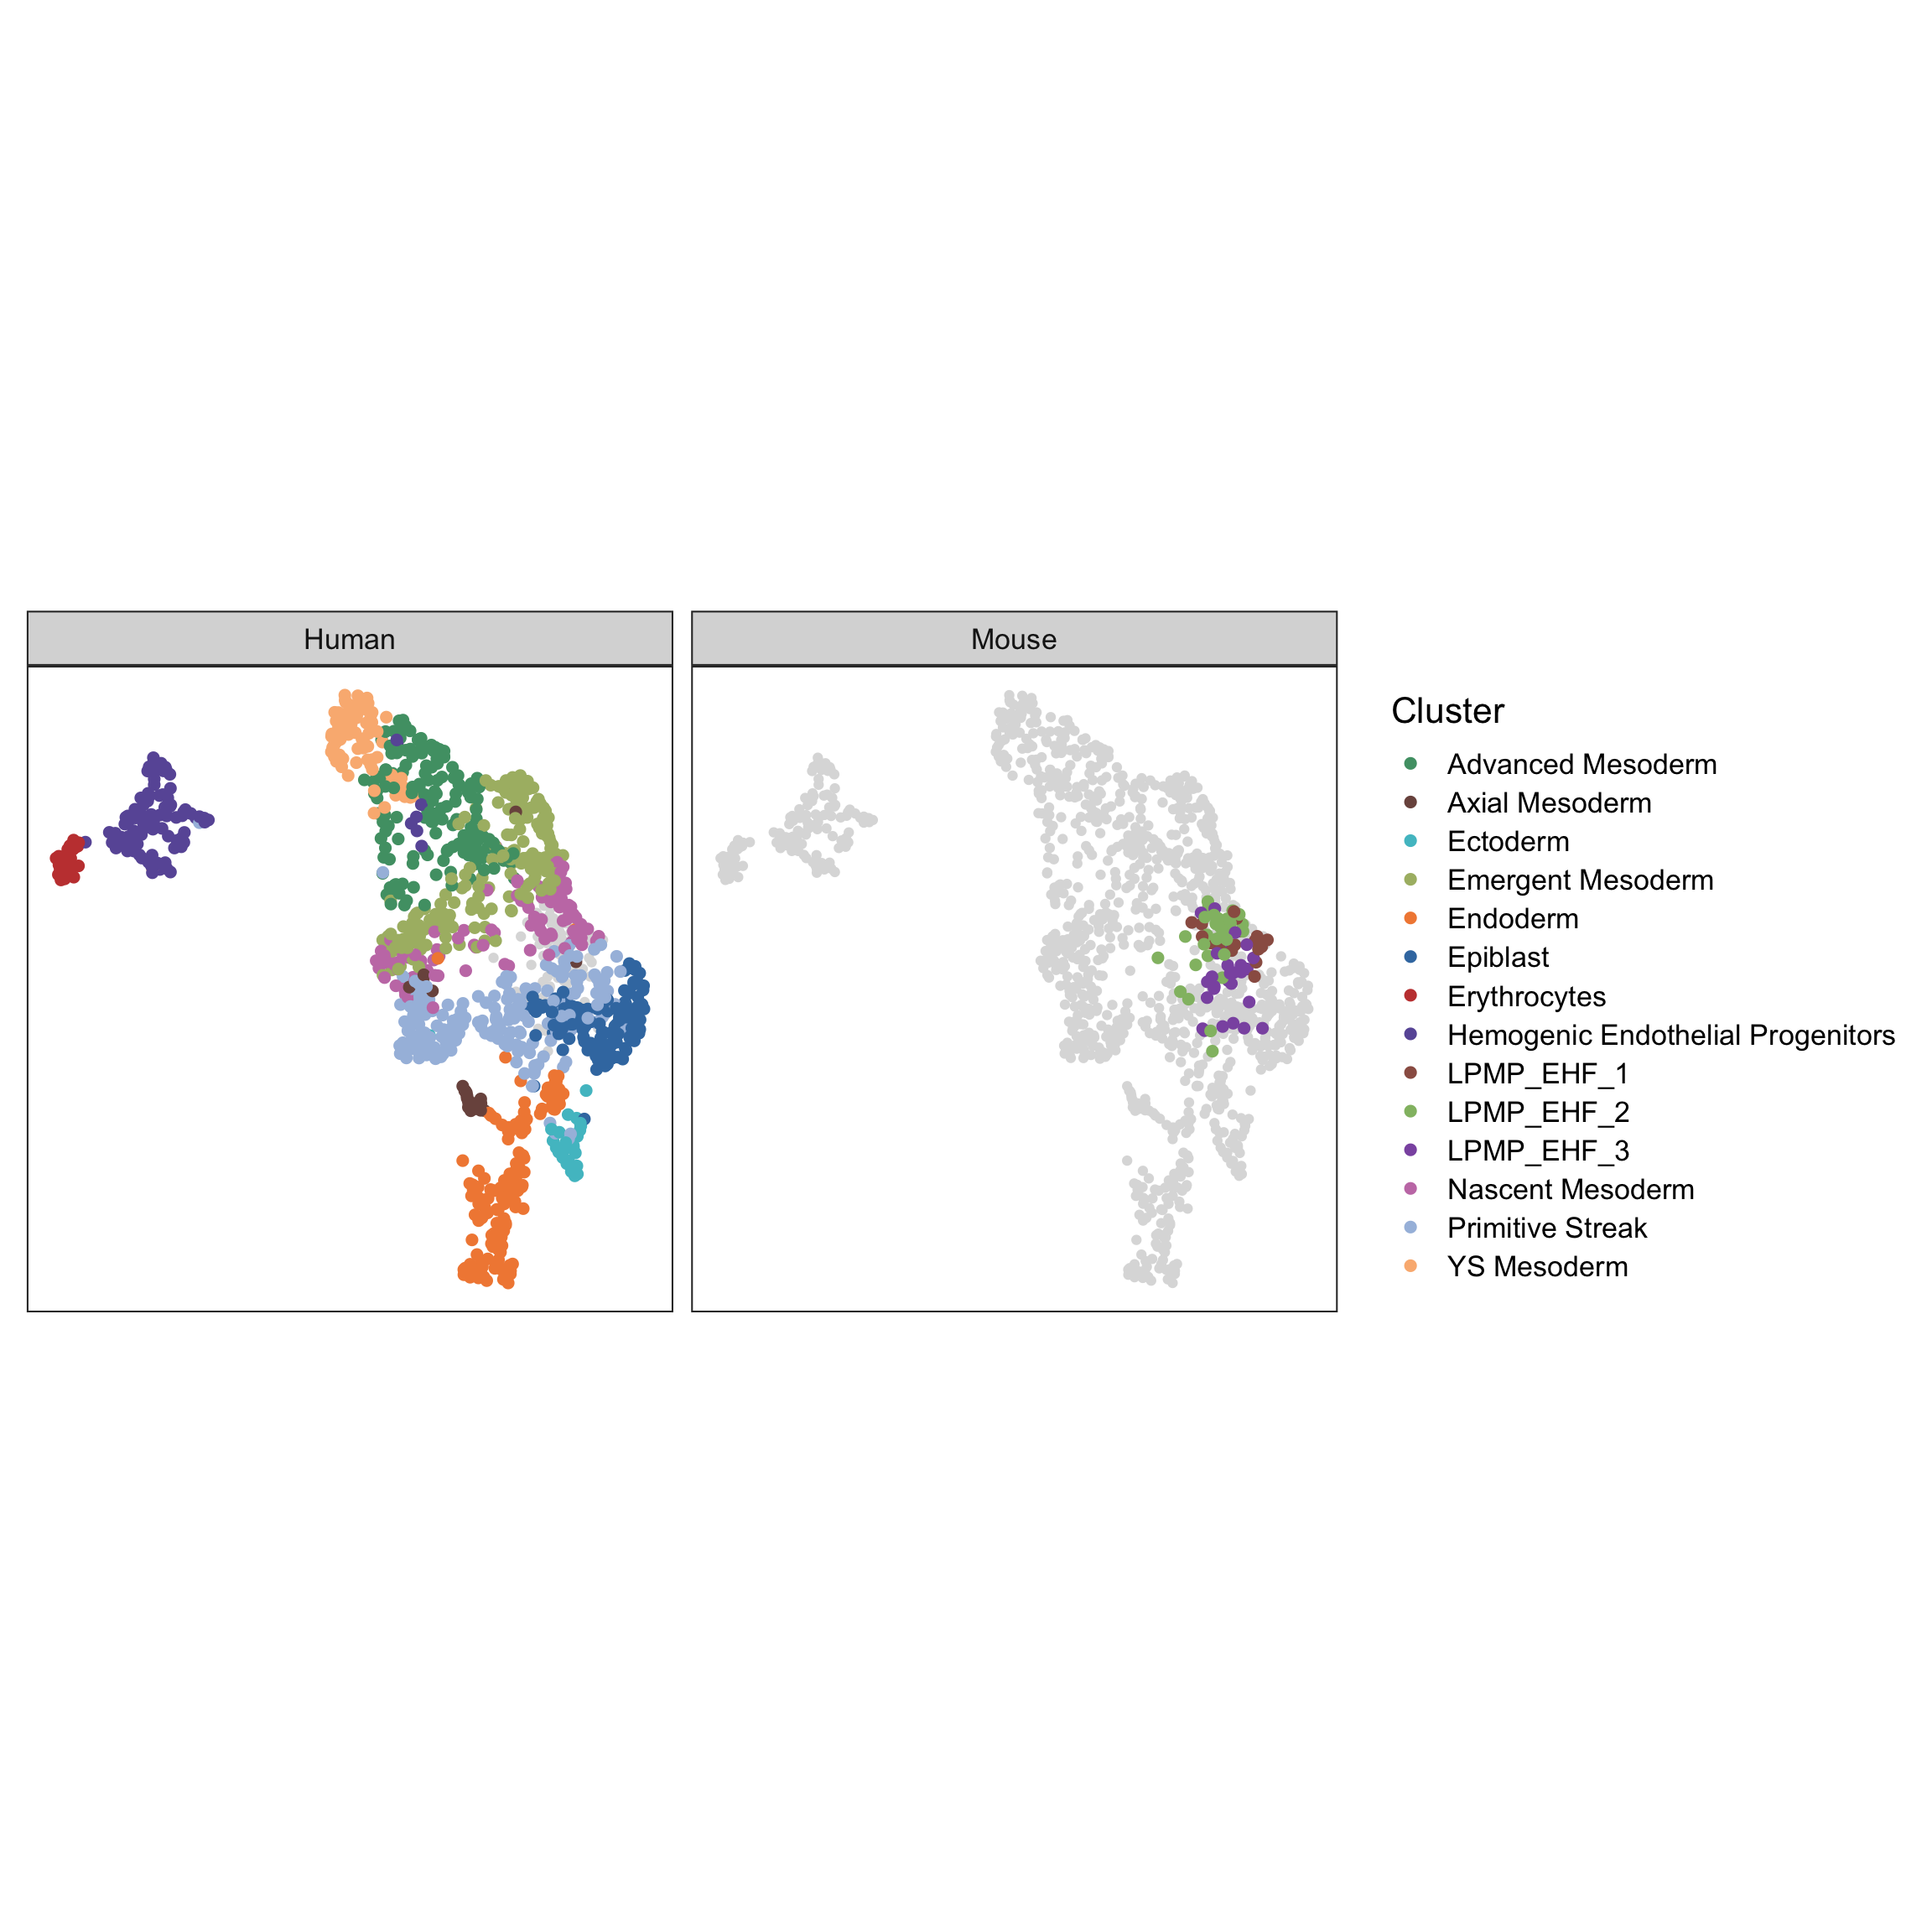 Human
Mouse
Cluster
Advanced Mesoderm
Axial Mesoderm
Ectoderm
Emergent Mesoderm
Endoderm
Epiblast
Erythrocytes
Hemogenic Endothelial Progenitors
LPMP_EHF_1
LPMP_EHF_2
LPMP_EHF_3
Nascent Mesoderm
Primitive Streak
YS Mesoderm